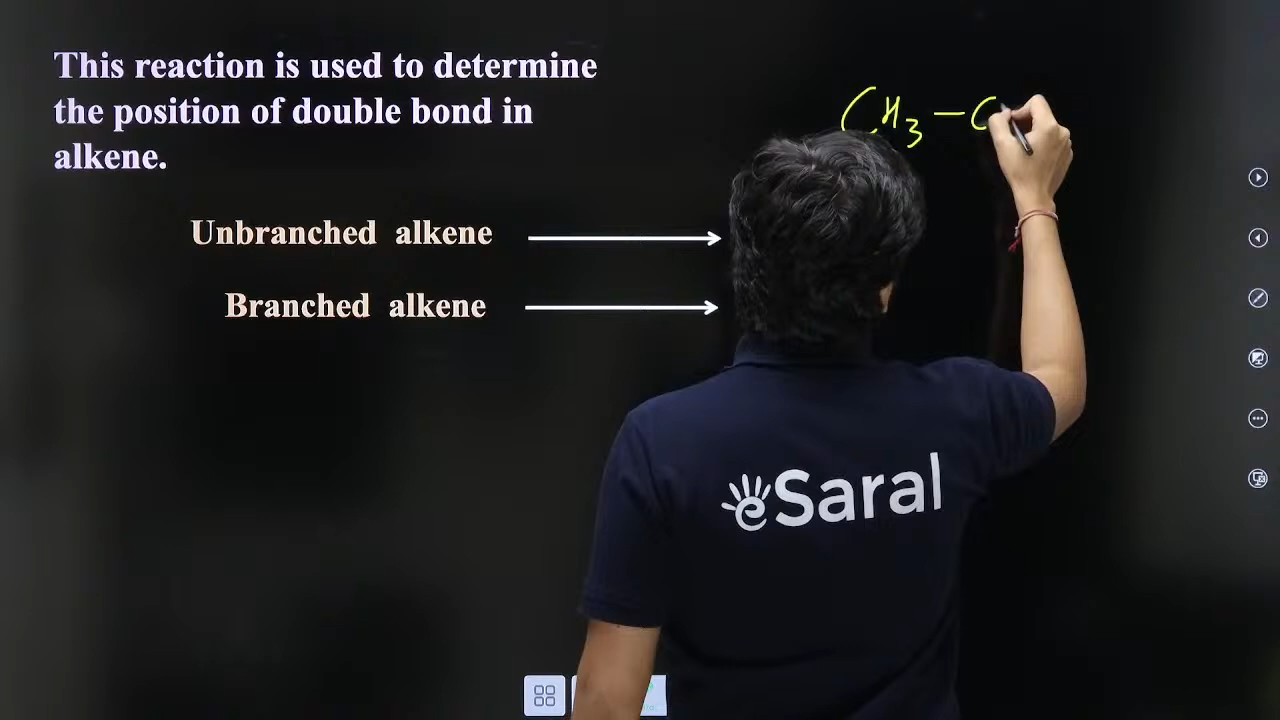 This reaction is used to determine
the position of double bond in
alkene.
CH3 - C
Unbranched alkene
Branched alkene
eSaral